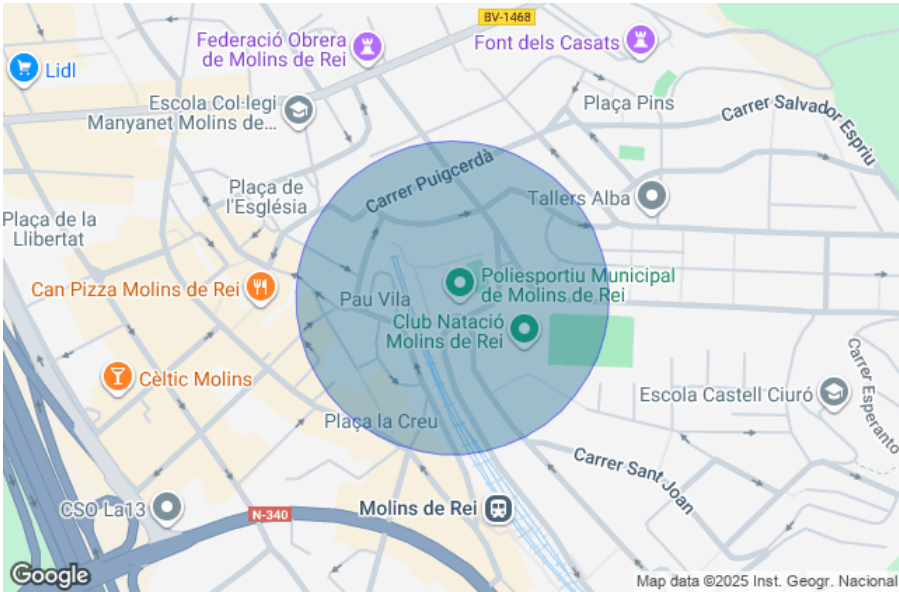 BV-1468
Federació Obrera
de Molins de Rei
Font dels Casats
Lidl
Escola Col·legi
Manyanet Molins de...
Plaça Pins
Carrer Salvador Espriu
Carrer Puigcerdà
Plaça de
l'Església
Tallers Alba
Plaça de la
Llibertat
Can Pizza Molins de Rei
Pau Vila
Poliesportiu Municipal
de Molins de Rei
Club Natació
Molins de Rei
Cèltic Molins
Escola Castell Ciuró
Carrer Esperanto
Plaça la Creu
Carrer Sant Joan
CSO La13
N-340
Molins de Rei
Google
Map data ©2025 Inst. Geogr. Nacional